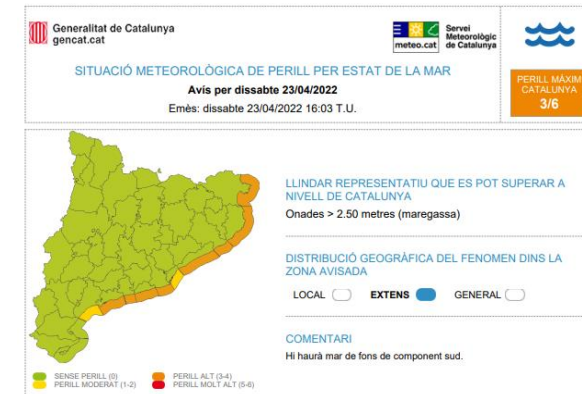 Generalitat de Catalunya
gencat.cat
meteo.cat
Servei
Meteorològic
de Catalunya
SITUACIÓ METEOROLÒGICA DE PERILL PER ESTAT DE LA MAR
Avís per dissabte 23/04/2022
Emès: dissabte 23/04/2022 16:03 T.U.
PERILL MÀXIM
CATALUNYA
3/6
LLINDAR REPRESENTATIU QUE ES POT SUPERAR A
NIVELL DE CATALUNYA
Onades > 2.50 metres (maregassa)
DISTRIBUCIÓ GEOGRÀFICA DEL FENOMEN DINS LA
ZONA AVISADA
LOCAL EXTENS GENERAL
COMENTARI
Hi haurà mar de fons de component sud.
SENSE PERILL (0) PERILL ALT (3-4)
PERILL MODERAT (1-2) PERILL MOLT ALT (5-6)